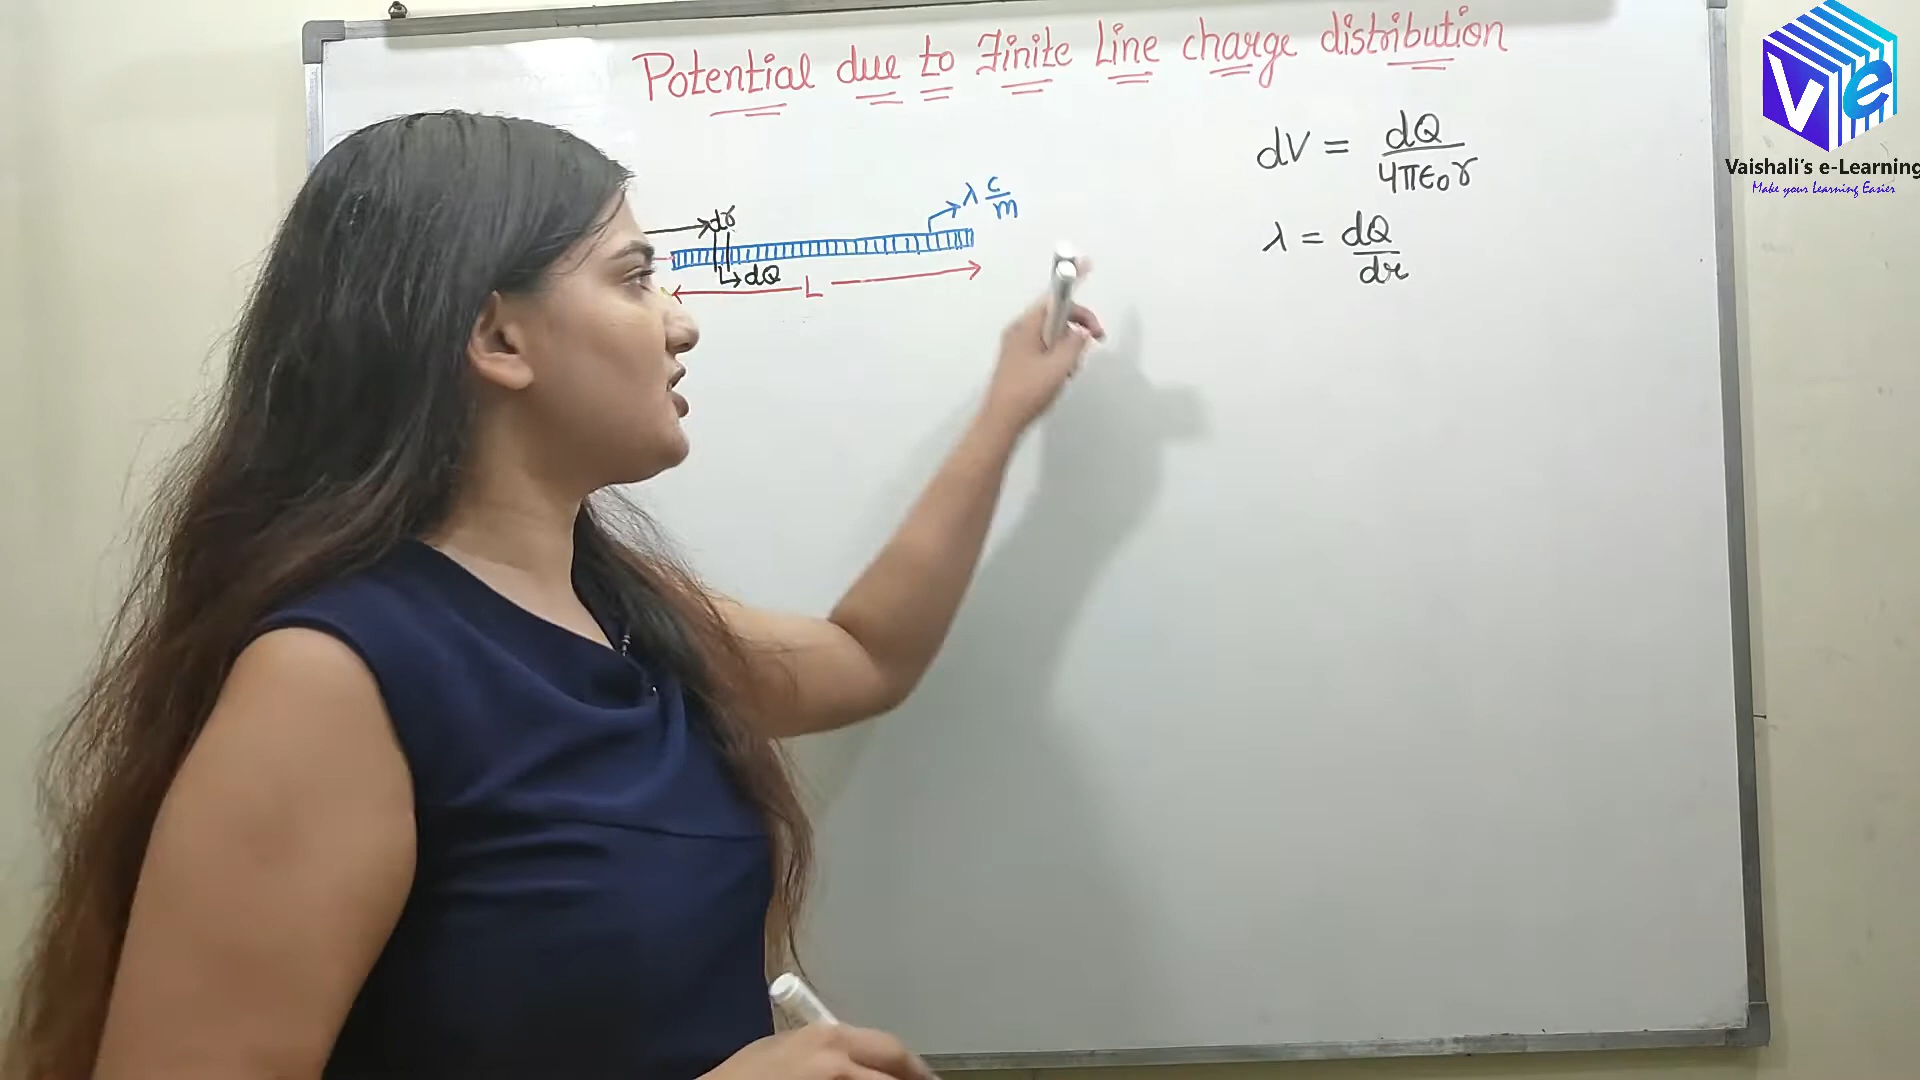 Potential due to Finite Line charge distribution
dV = dQ / 4πε₀r
λ = dQ / dr
λ C/m
dr
dQ
L
Ve
Vaishali's e-Learning
Make your Learning Easier